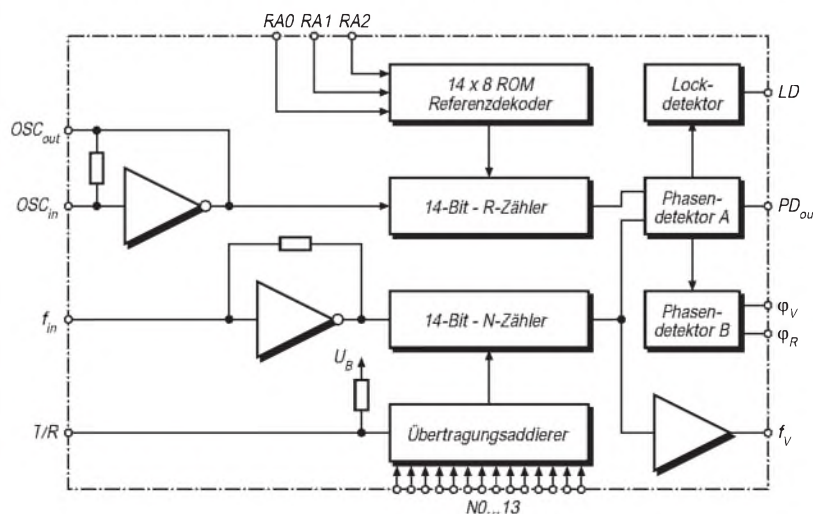 RA0 RA1 RA2
14 x 8 ROM
Referenzdekoder
Lock-
detektor
LD
OSCout
OSCin
14-Bit - R-Zähler
Phasen-
detektor A
PDou
fin
14-Bit - N-Zähler
Phasen-
detektor B
φV
φR
UB
T/R
Übertragungsaddierer
fV
N0...13